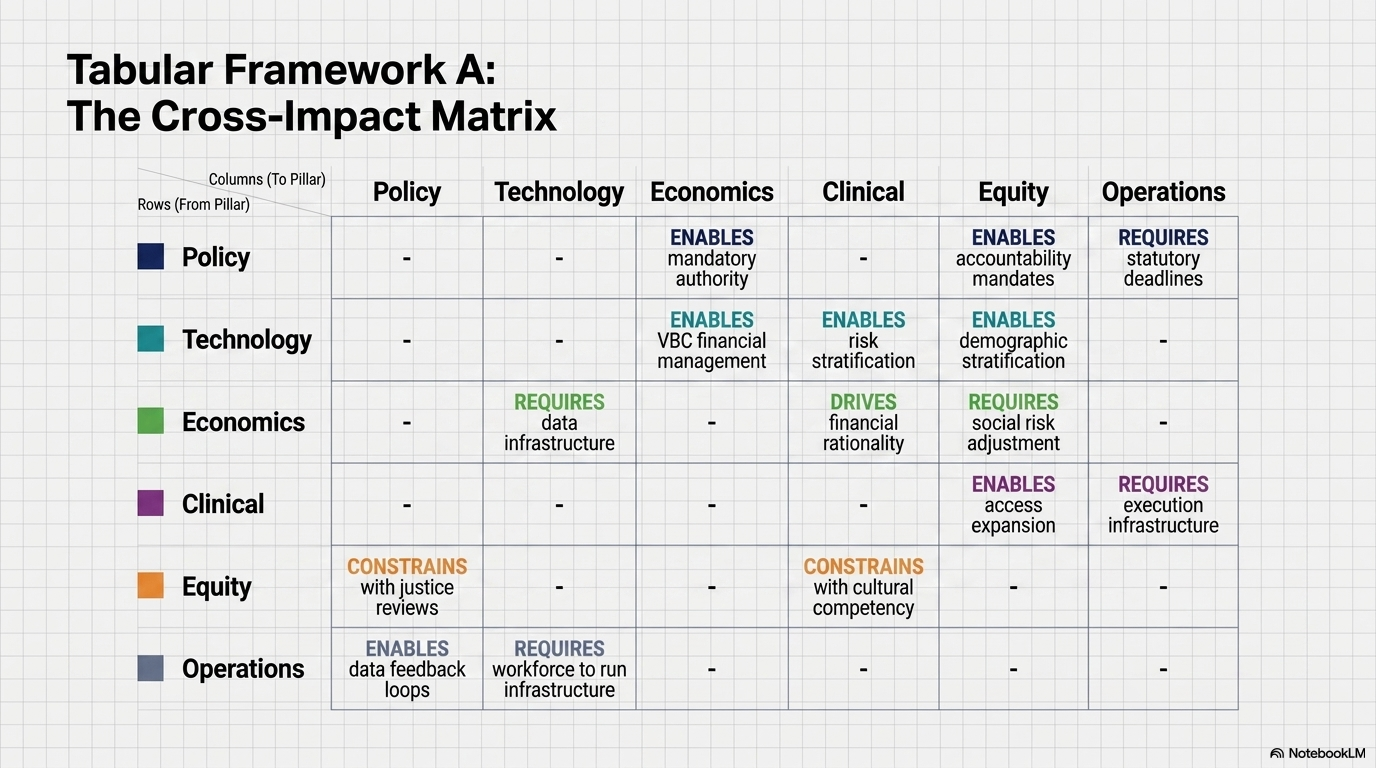 Tabular Framework A:
The Cross-Impact Matrix
Columns (To Pillar)
Rows (From Pillar)
Policy Technology Economics Clinical Equity Operations
Policy
-
-
ENABLES
mandatory
authority
-
ENABLES
accountability
mandates
REQUIRES
statutory
deadlines
Technology
-
-
ENABLES
VBC financial
management
ENABLES
risk
stratification
ENABLES
demographic
stratification
-
Economics
-
REQUIRES
data
infrastructure
-
DRIVES
financial
rationality
REQUIRES
social risk
adjustment
-
Clinical
-
-
-
-
ENABLES
access
expansion
REQUIRES
execution
infrastructure
Equity
CONSTRAINS
with justice
reviews
-
-
CONSTRAINS
with cultural
competency
-
-
Operations
ENABLES
data feedback
loops
REQUIRES
workforce to run
infrastructure
-
-
-
-
NotebookLM